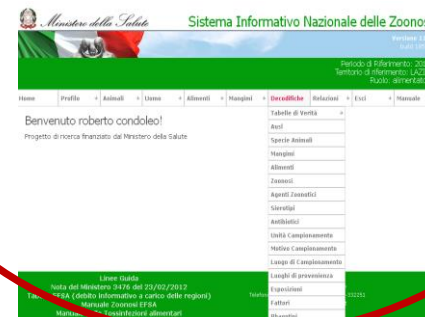 Ministero della Salute
Sistema Informativo Nazionale delle Zoonos
Periodo di Riferimento: 201
Territorio di riferimento: LAZI
Ruolo: alimentato
Home Profilo Animali Uomo Alimenti Mangimi Decodifiche Relazioni Esci Manuale
Benvenuto roberto condoleo!
Progetto di ricerca finanziato dal Ministero della Salute
Tabelle di Verità
Ausl
Specie Animali
Mangimi
Alimenti
Zoonosi
Agenti Zoonotici
Sierotipi
Antibiotici
Unità Campionamento
Motivo Campionamento
Luogo di Campionamento
Luoghi di provenienza
Esposizioni
Fattori
Linee Guida
Nota del Ministero 3476 del 23/02/2012
EFSA (debito informativo a carico delle regioni)
Manuale Zoonosi EFSA
Tossinfezioni alimentari